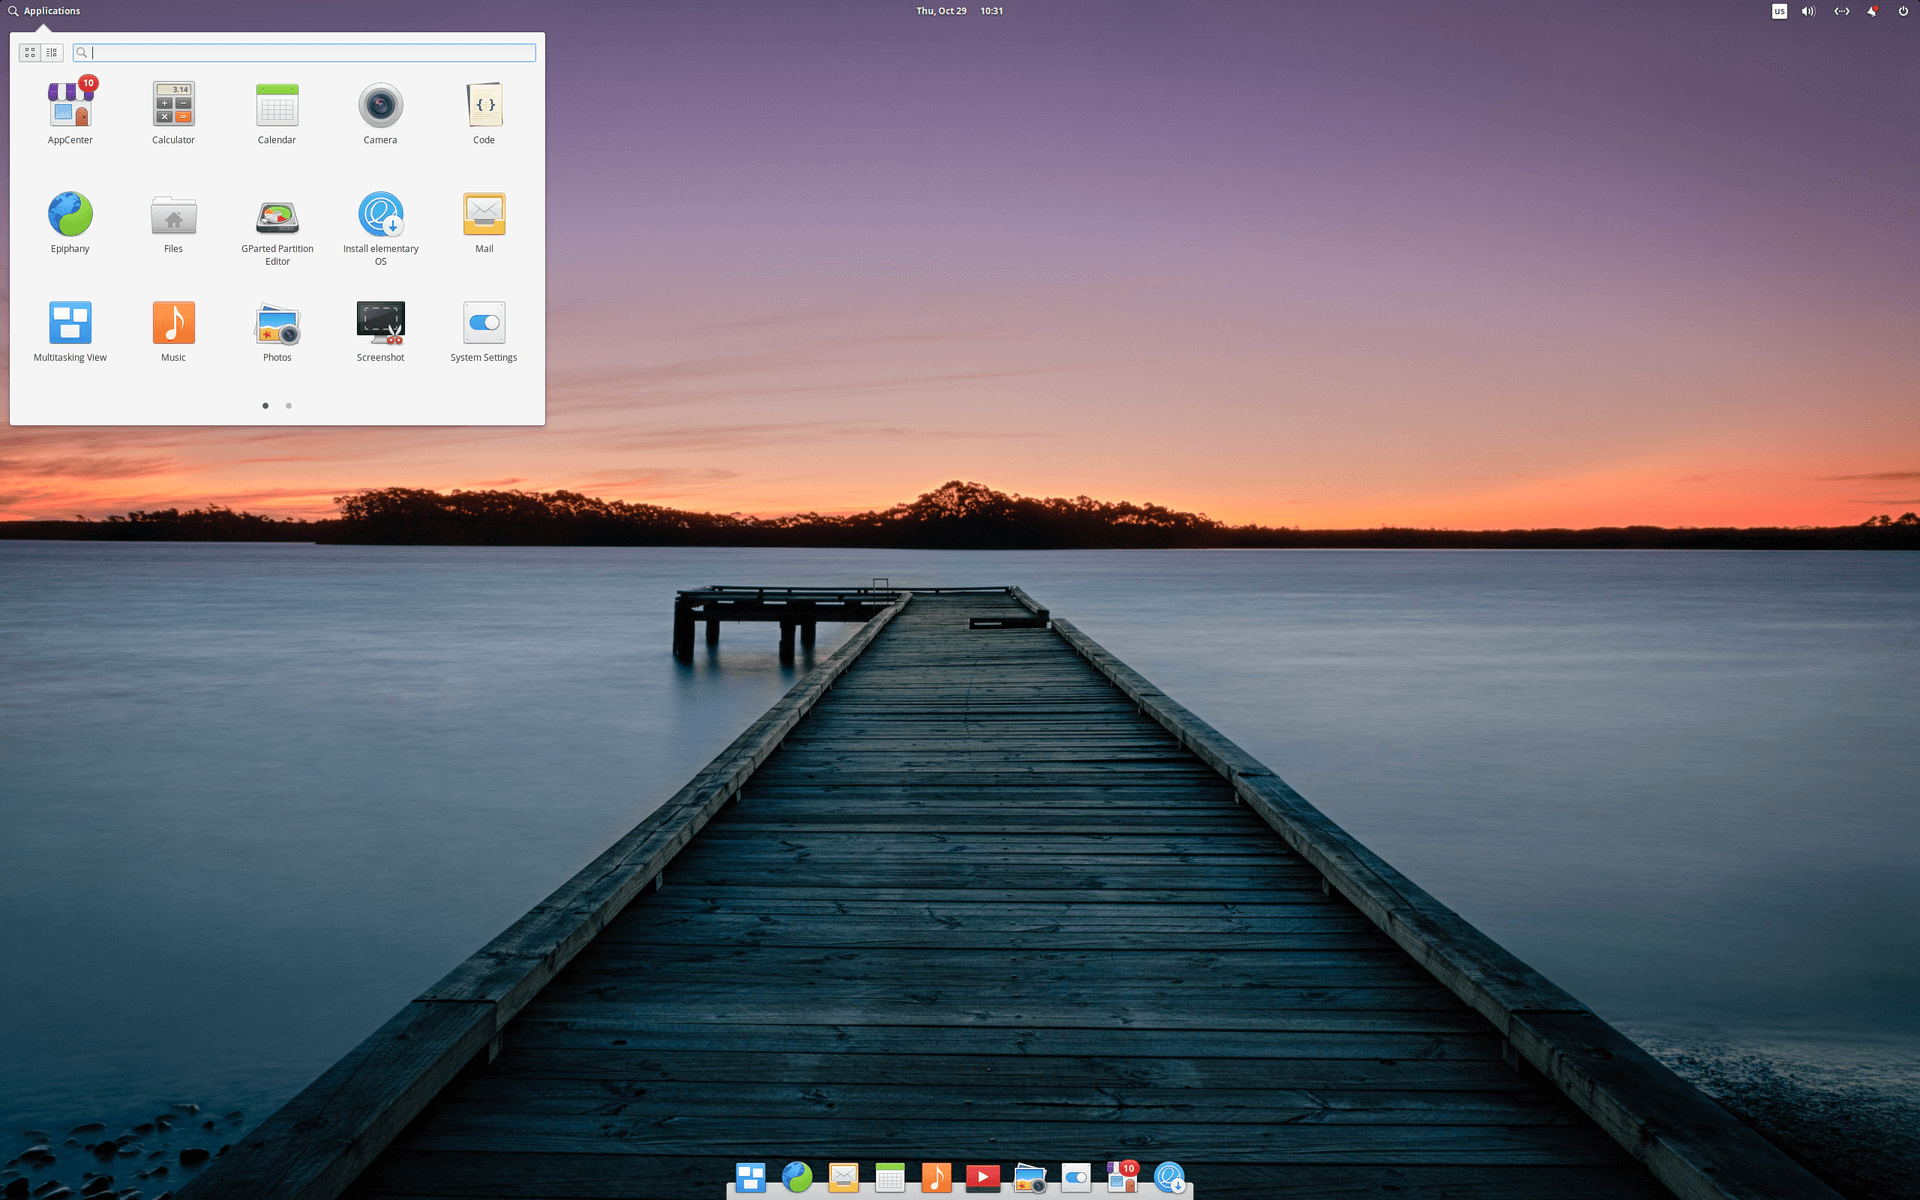 Applications
Thu, Oct 29 10:31
us
10
3.14
AppCenter
Calculator
Calendar
Camera
Code
Epiphany
Files
GParted Partition
Editor
Install elementary
OS
Mail
Multitasking View
Music
Photos
Screenshot
System Settings
10